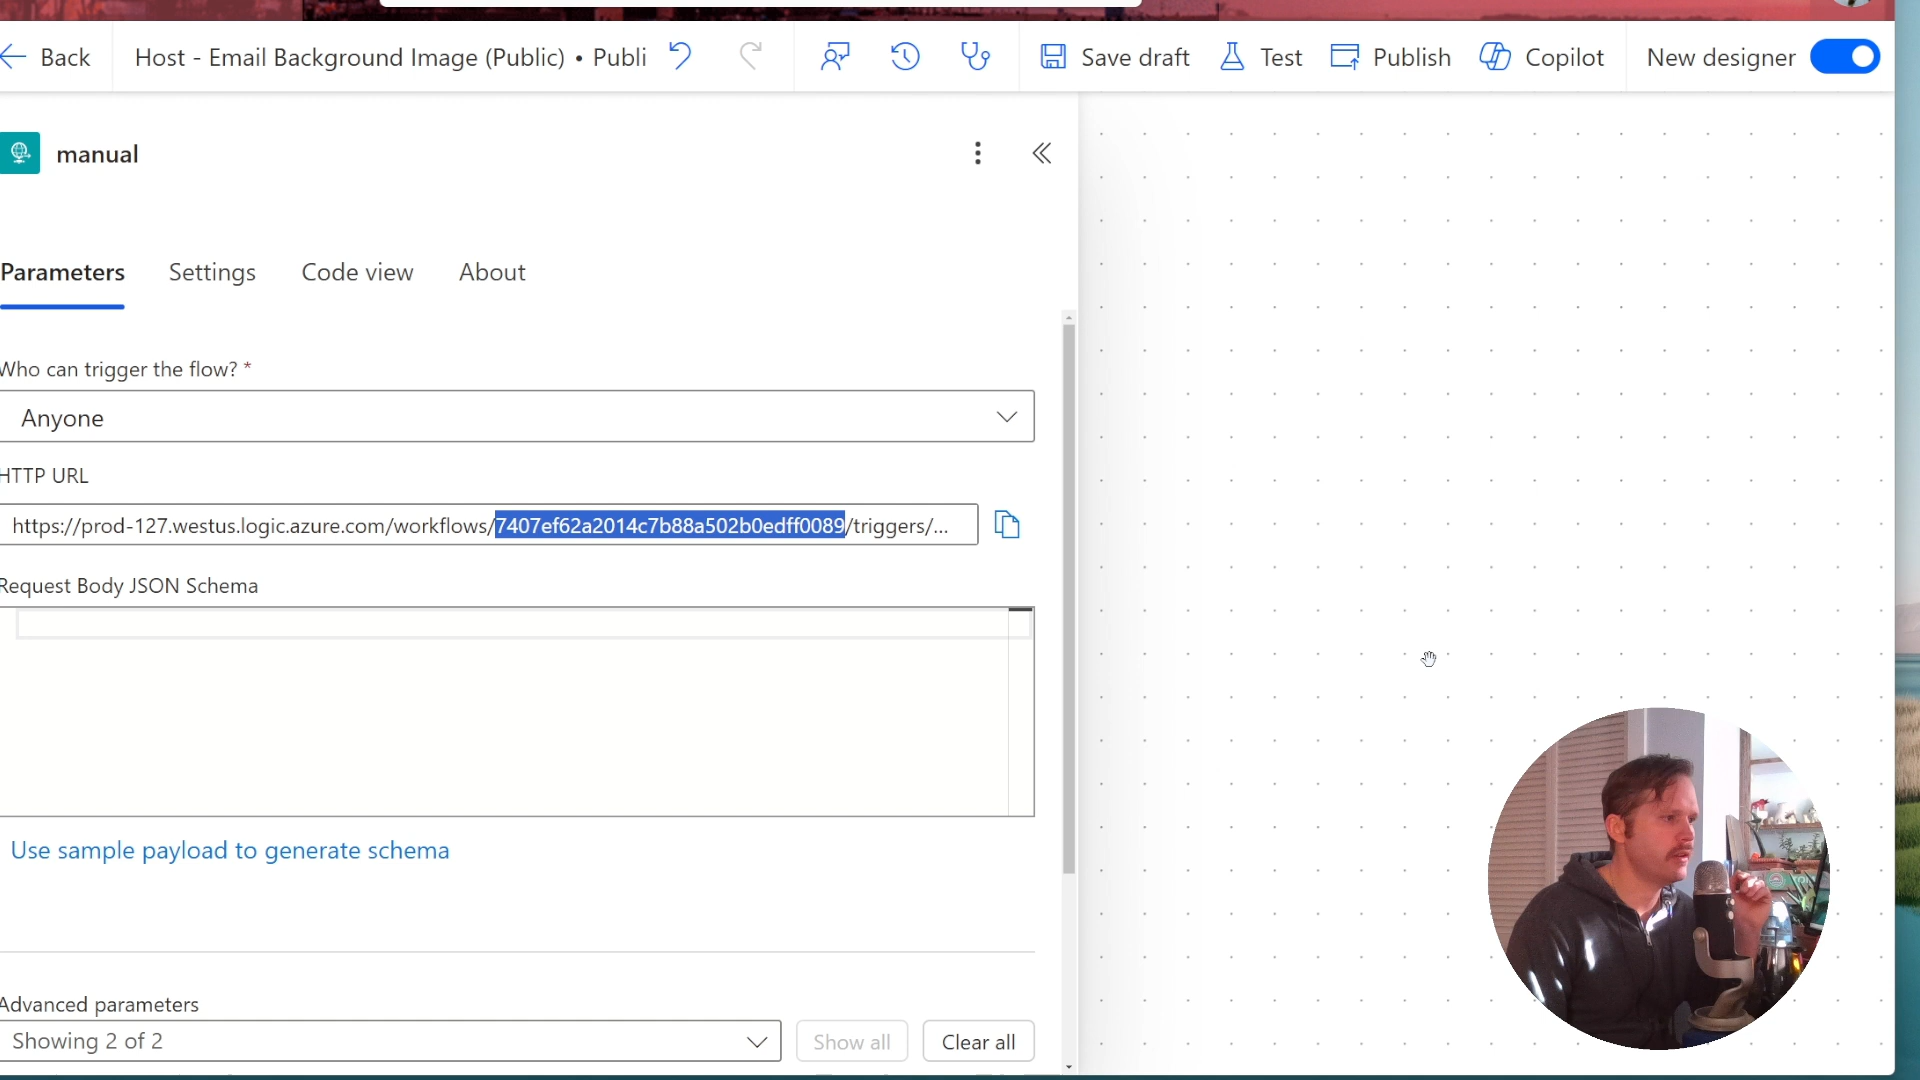 Back
Host - Email Background Image (Public) • Publi
Save draft
Test
Publish
Copilot
New designer
manual
Parameters
Settings
Code view
About
Who can trigger the flow? *
Anyone
HTTP URL
https://prod-127.westus.logic.azure.com/workflows/7407ef62a2014c7b88a502b0edff0089/triggers/...
Request Body JSON Schema
Use sample payload to generate schema
Advanced parameters
Showing 2 of 2
Show all
Clear all